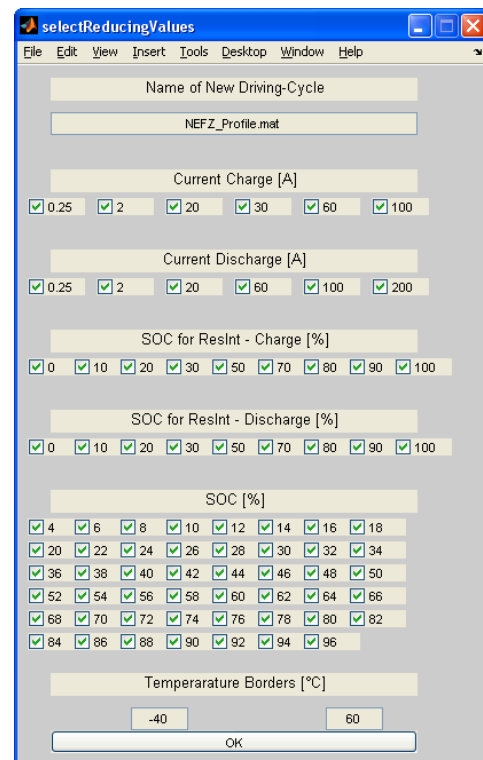 selectReducingValues
File Edit View Insert Tools Desktop Window Help
Name of New Driving-Cycle
NEFZ_Profile.mat
Current Charge [A]
0.25 2 20 30 60 100
Current Discharge [A]
0.25 2 20 60 100 200
SOC for ResInt - Charge [%]
0 10 20 30 50 70 80 90 100
SOC for ResInt - Discharge [%]
0 10 20 30 50 70 80 90 100
SOC [%]
4 6 8 10 12 14 16 18
20 22 24 26 28 30 32 34
36 38 40 42 44 46 48 50
52 54 56 58 60 62 64 66
68 70 72 74 76 78 80 82
84 86 88 90 92 94 96
Temperarature Borders [°C]
-40 60
OK